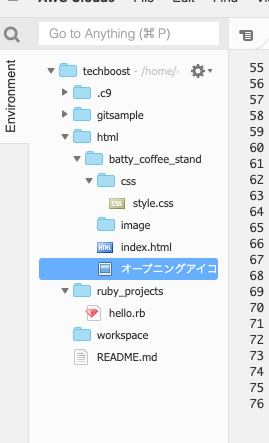 AWS Cloud9 File Edit Find
Go to Anything (⌘ P)
Environment
techboost - /home/
.c9
gitsample
html
batty_coffee_stand
css
style.css
image
index.html
オープニングアイコ
ruby_projects
hello.rb
workspace
README.md
55
56
57
58
59
60
61
62
63
64
65
66
67
68
69
70
71
72
73
74
75
76